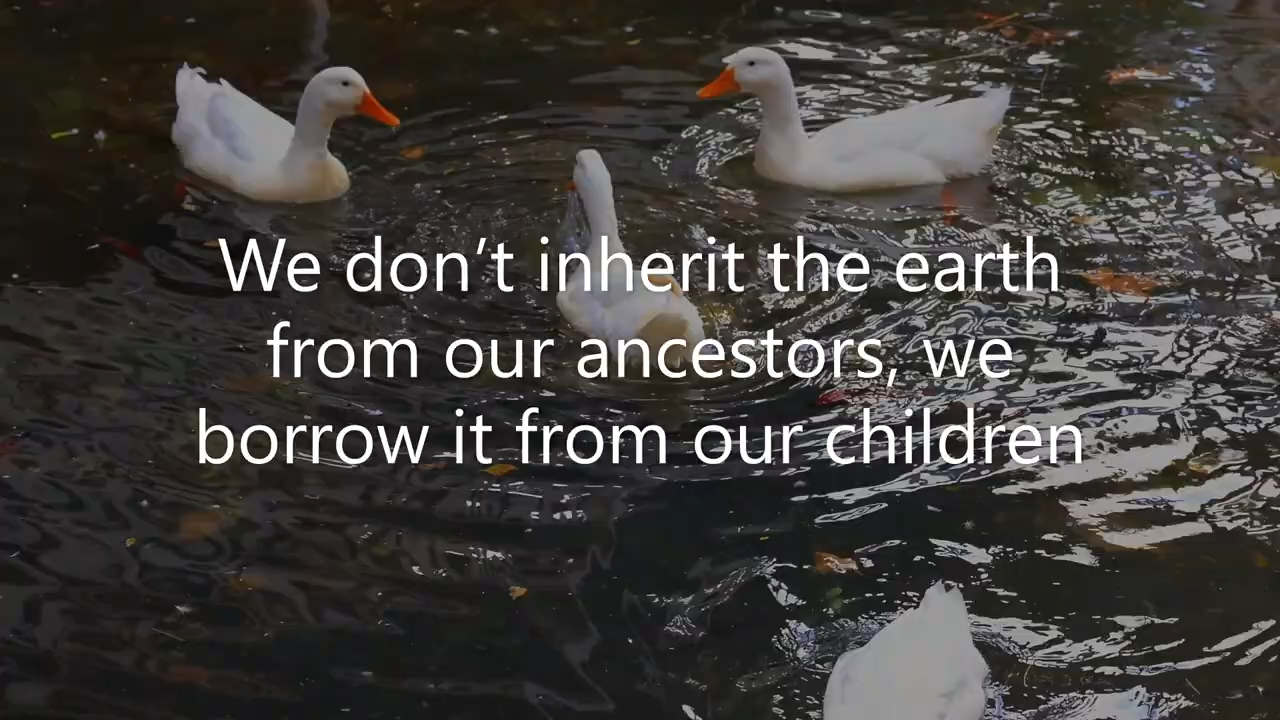 We don’t inherit the earth
from our ancestors, we
borrow it from our children